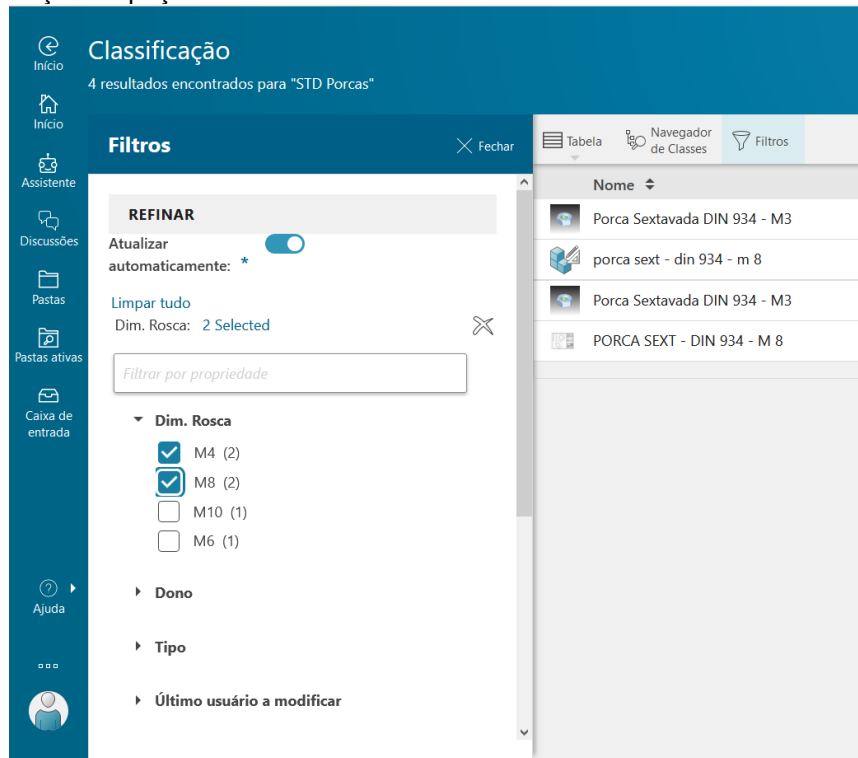 Início
Início
Assistente
Discussões
Pastas
Pastas ativas
Caixa de
entrada
Ajuda
Classificação
4 resultados encontrados para "STD Porcas"
Filtros
Fechar
REFINAR
Atualizar
automaticamente: *
Limpar tudo
Dim. Rosca: 2 Selected
Filtrar por propriedade
Dim. Rosca
M4 (2)
M8 (2)
M10 (1)
M6 (1)
Dono
Tipo
Último usuário a modificar
Tabela
Navegador
de Classes
Filtros
Nome
Porca Sextavada DIN 934 - M3
porca sext - din 934 - m 8
Porca Sextavada DIN 934 - M3
PORCA SEXT - DIN 934 - M 8